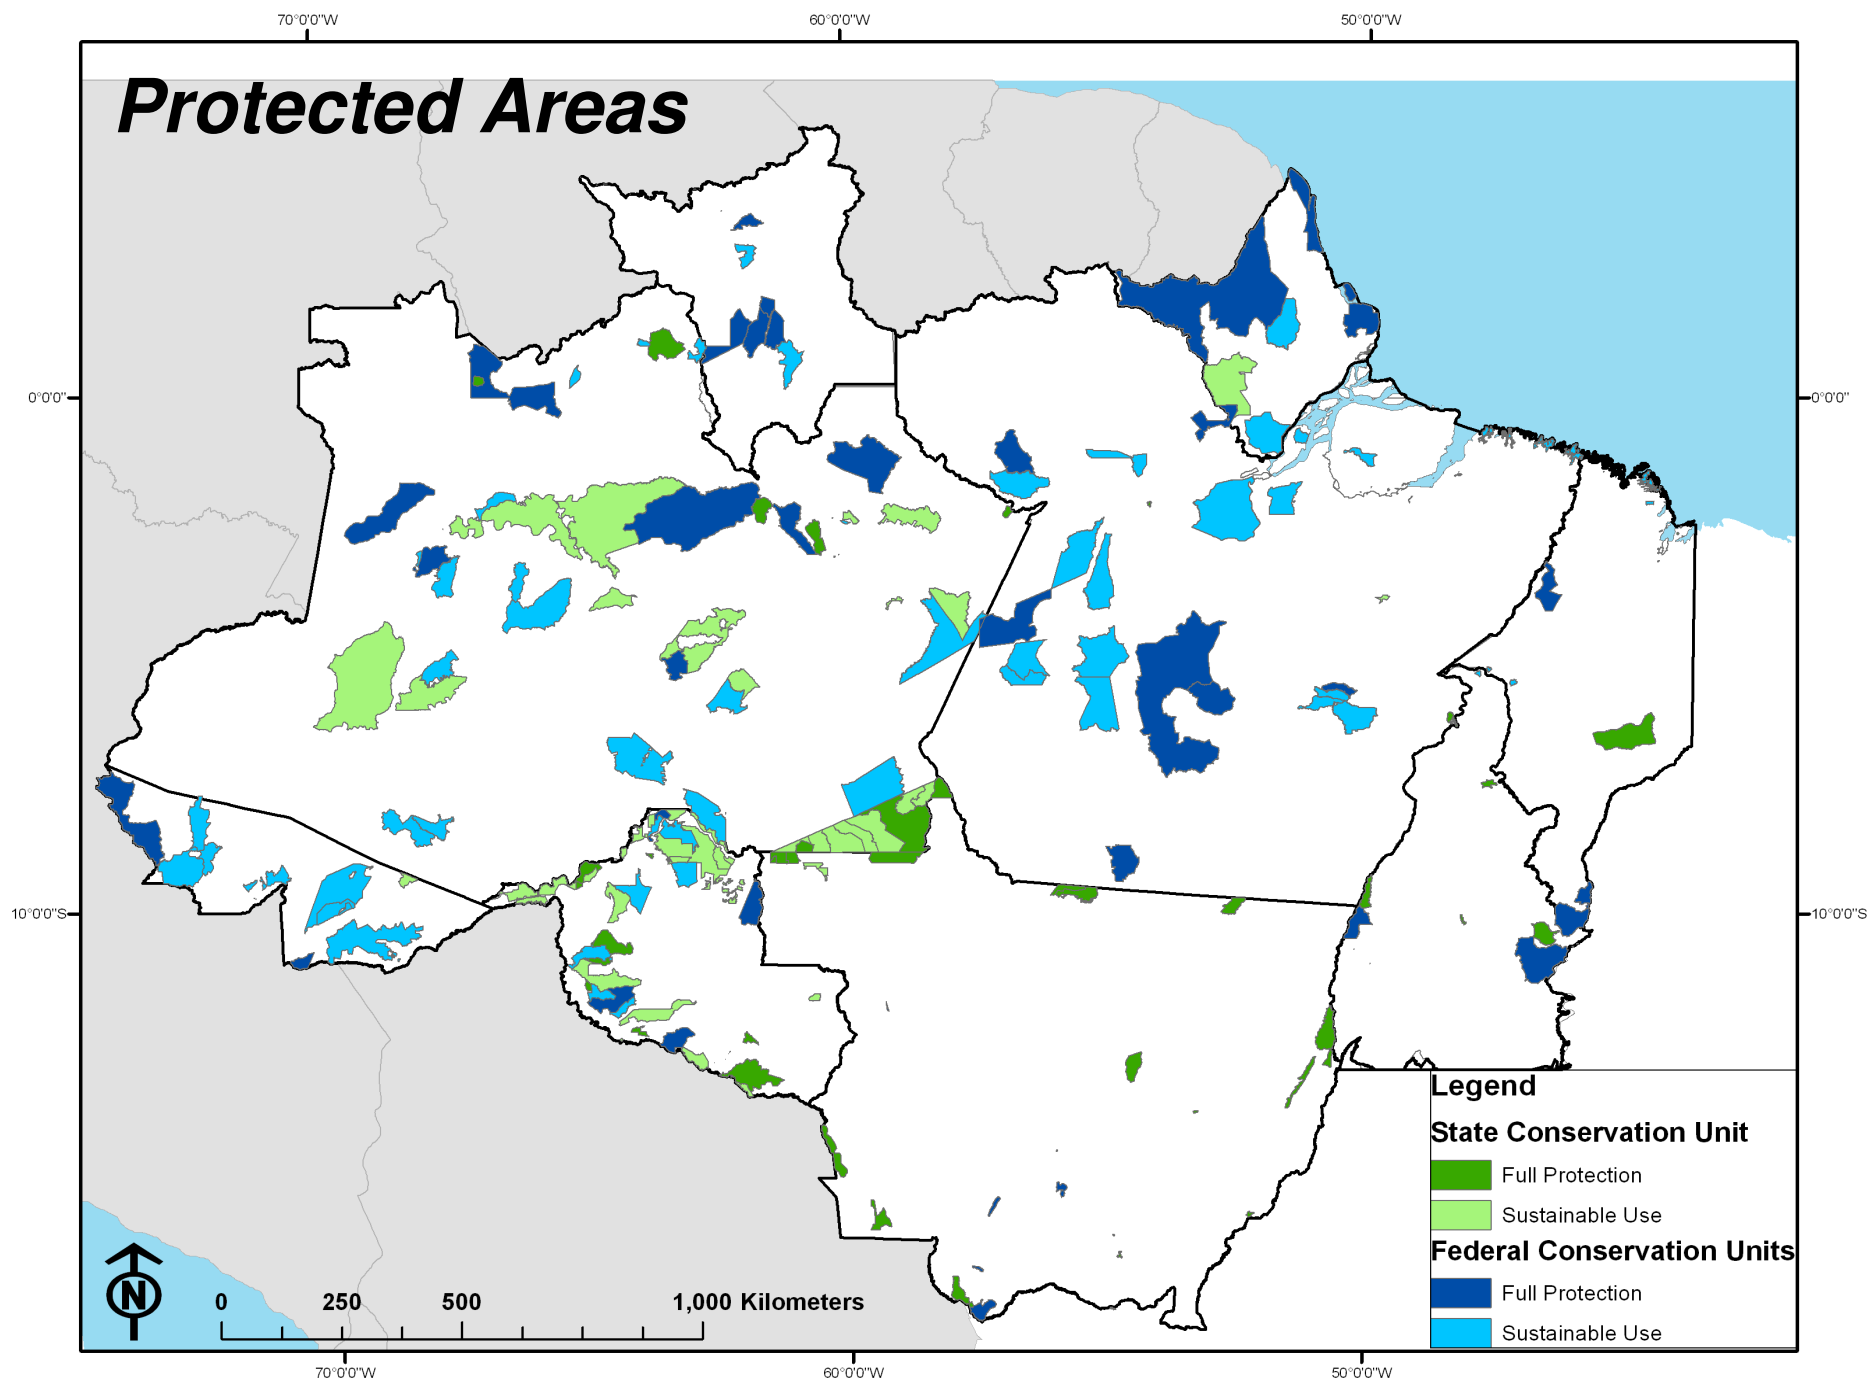 70°0'0"W 60°0'0"W 50°0'0"W
Protected Areas
0°0'0" 0°0'0"
10°0'0"S 10°0'0"S
Legend
State Conservation Unit
Full Protection
Sustainable Use
Federal Conservation Units
Full Protection
Sustainable Use
N
0 250 500 1,000 Kilometers
70°0'0"W 60°0'0"W 50°0'0"W